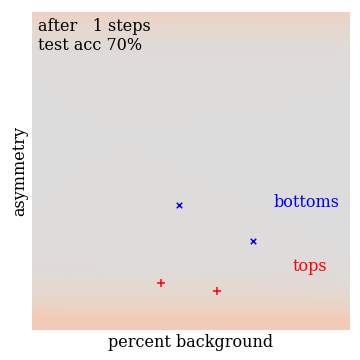 after 1 steps
test acc 70%
asymmetry
bottoms
tops
percent background